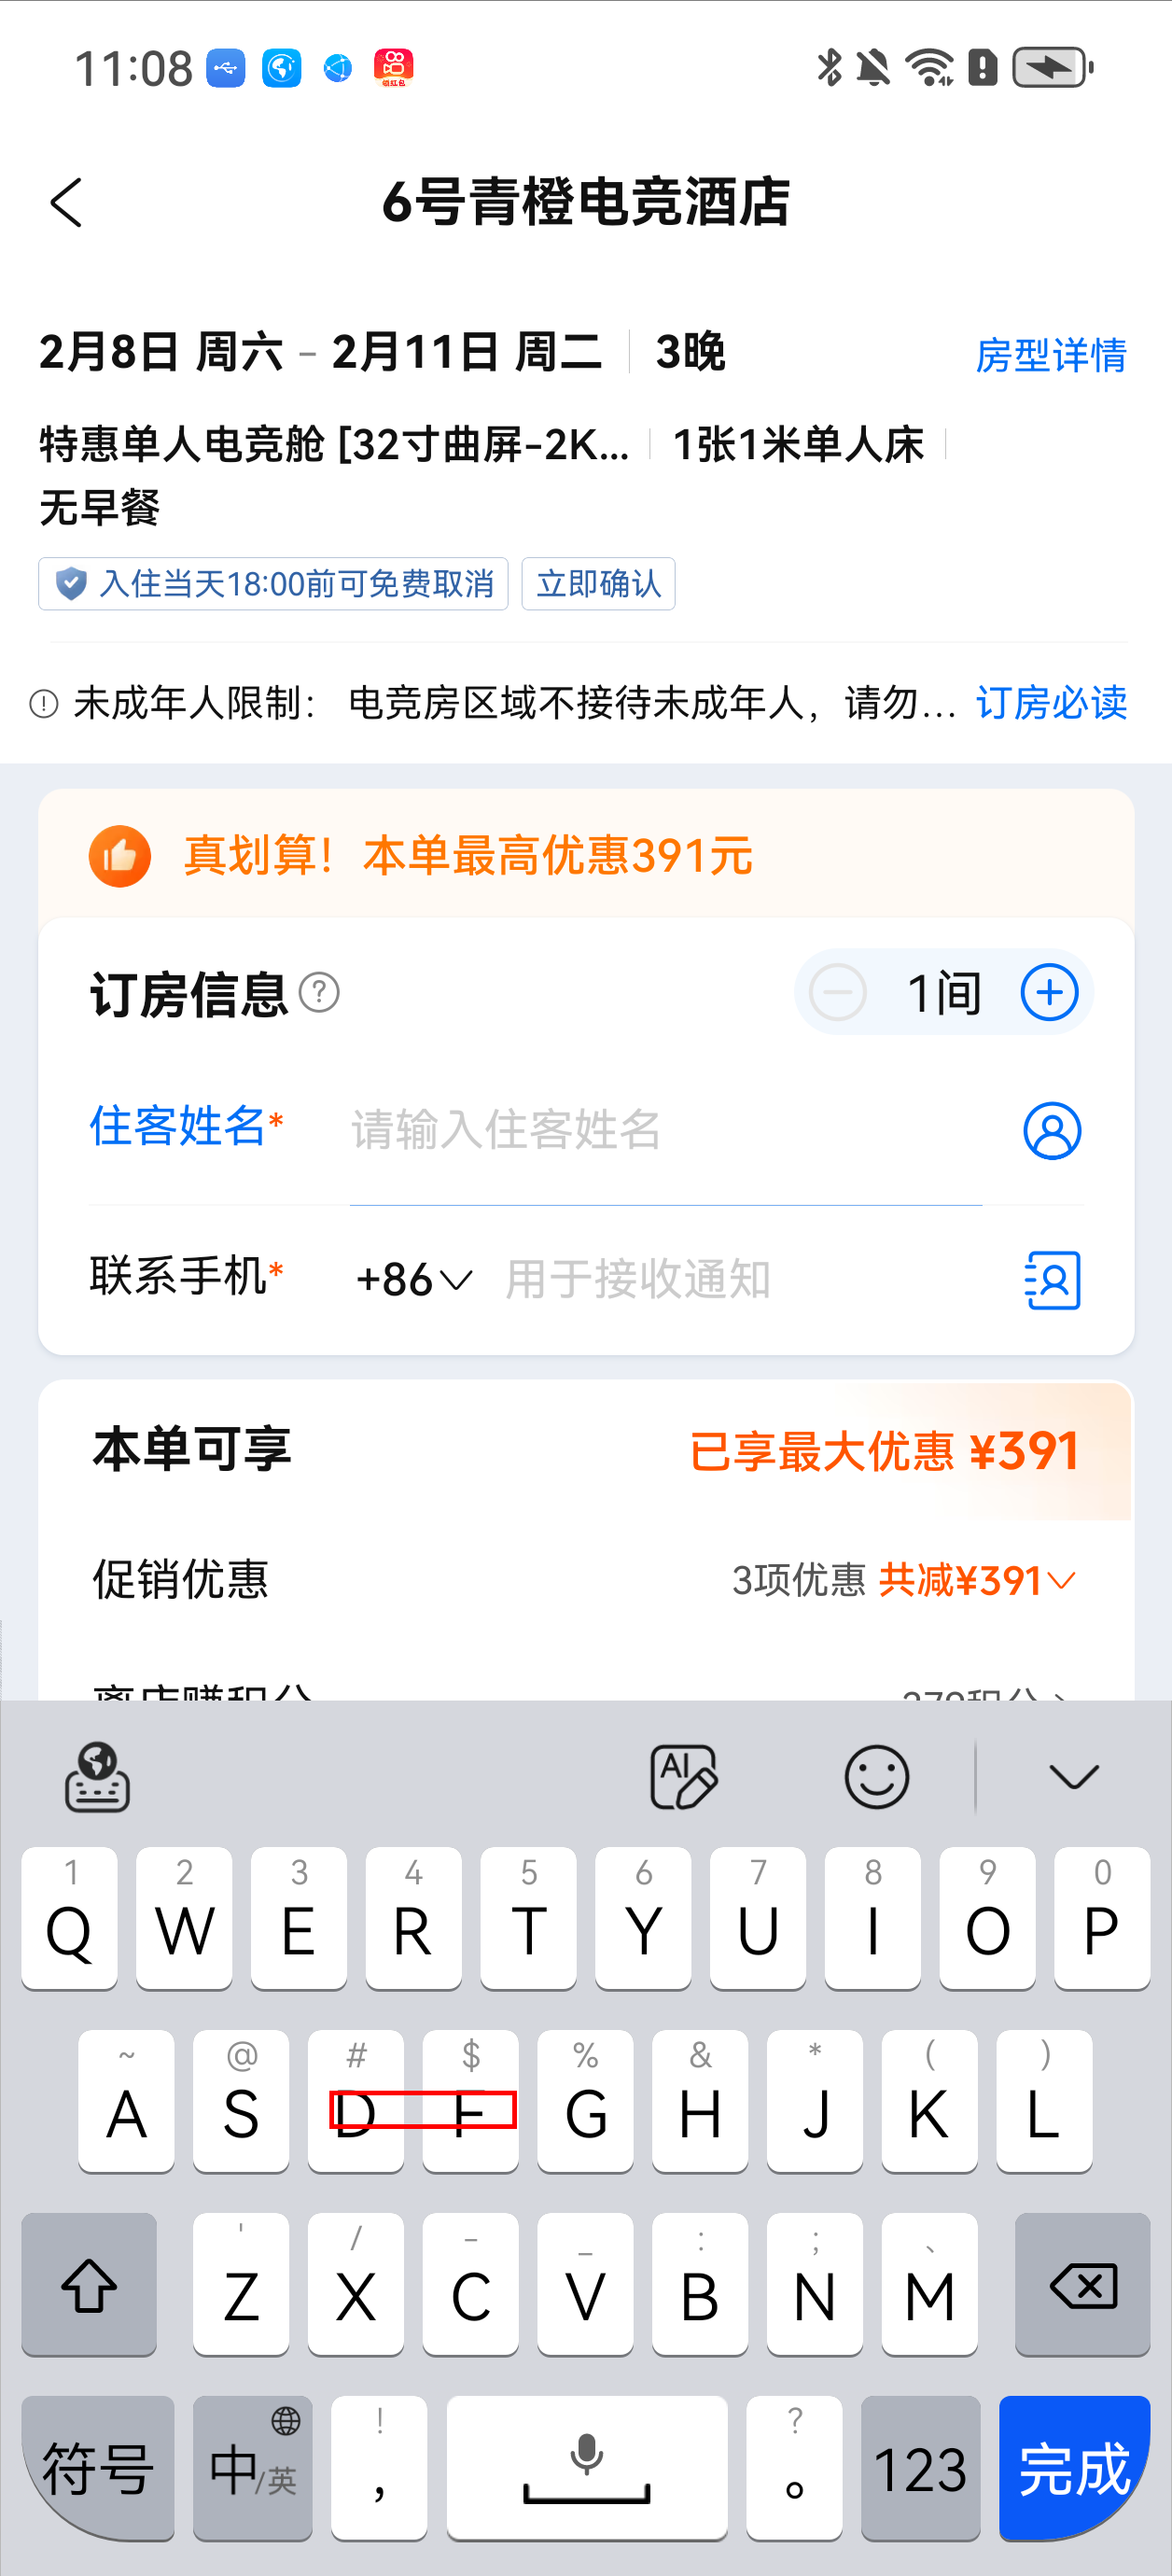 11:08
6号青橙电竞酒店
2月8日 周六 - 2月11日 周二 3晚 房型详情
特惠单人电竞舱 [32寸曲屏-2K... 1张1米单人床
无早餐
入住当天18:00前可免费取消 立即确认
未成年人限制： 电竞房区域不接待未成年人，请勿... 订房必读
真划算！本单最高优惠391元
订房信息 ? 1间
住客姓名* 请输入住客姓名
联系手机* +86 用于接收通知
本单可享 已享最大优惠 ¥391
促销优惠 3项优惠 共减¥391
AI
1 2 3 4 5 6 7 8 9 0
Q W E R T Y U I O P
~ @ # $ % & * ( )
A S D F G H J K L
' / - _ : ; 、
Z X C V B N M
符号 中/英 ! ， ? 。 123 完成